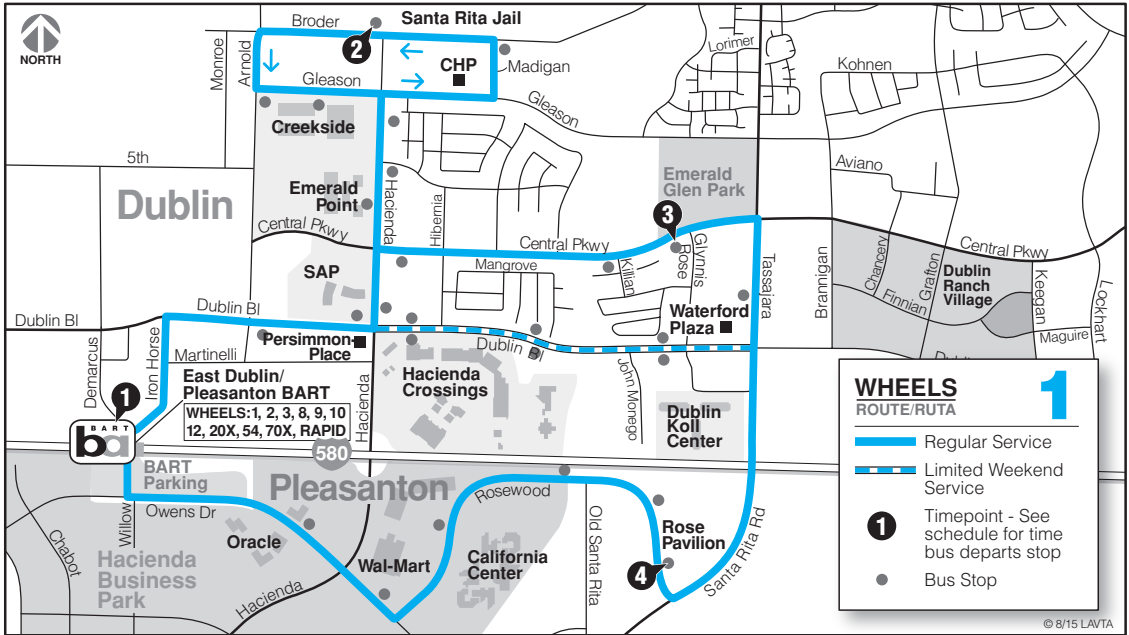 NORTH
Broder
Santa Rita Jail
2
Monroe
Arnold
CHP
Madigan
Gleason
Lorimer
Kohnen
Gleason
Creekside
5th
Aviano
Dublin
Emerald
Point
Hacienda
Hibernia
Emerald
Glen Park
3
Central Pkwy
Central Pkwy
Central Pkwy
SAP
Mangrove
Killian
Rose
Glynnis
Tassajara
Brannigan
Chancery
Grafton
Finnian
Dublin
Ranch
Village
Keegan
Lockhart
Maguire
Dublin Bl
Dublin Bl
Iron Horse
Demarcus
Martinelli
Persimmon
Place
Waterford
Plaza
Dublin Bl
Hacienda
Crossings
John Monego
Dublin
Koll
Center
East Dublin/
Pleasanton BART
WHEELS:1, 2, 3, 8, 9, 10
12, 20X, 54, 70X, RAPID
Hacienda
1
BART
ba
580
BART
Parking
Pleasanton
Rosewood
Willow
Owens Dr
Chabot
Oracle
Hacienda
Business
Park
Hacienda
Wal-Mart
California
Center
Old Santa Rita
Rose
Pavilion
4
Santa Rita Rd
WHEELS
ROUTE/RUTA
1
Regular Service
Limited Weekend
Service
1
Timepoint - See
schedule for time
bus departs stop
Bus Stop
© 8/15 LAVTA